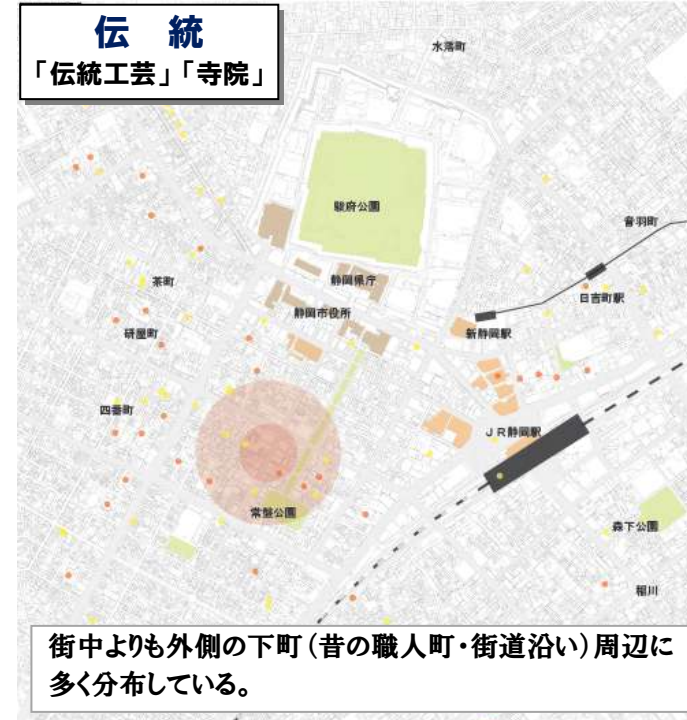 伝 統
「伝統工芸」「寺院」
水落町
駿府公園
音羽町
静岡県庁
茶町
日吉町駅
静岡市役所
研屋町
新静岡駅
四番町
JR静岡駅
常盤公園
森下公園
稲川
街中よりも外側の下町(昔の職人町・街道沿い)周辺に
多く分布している。